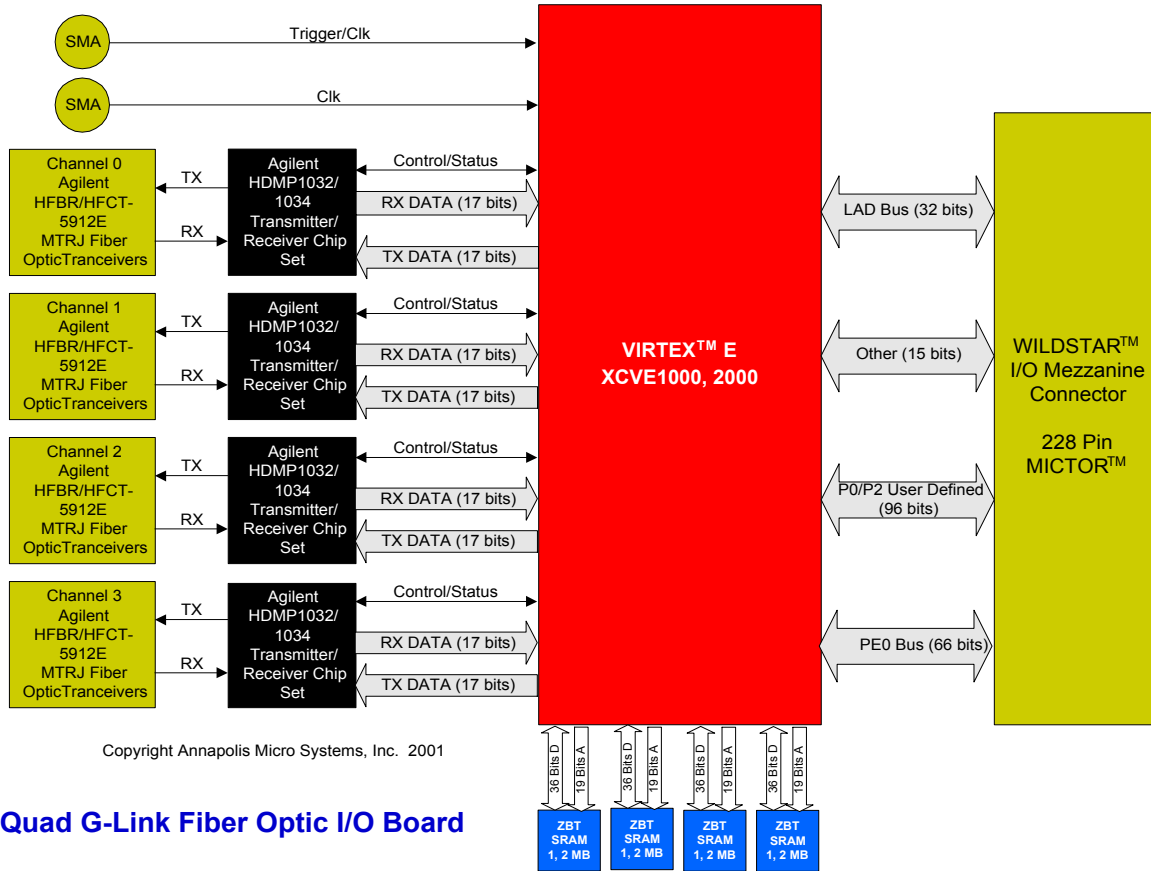 SMA
Trigger/Clk
SMA
Clk
Channel 0
Agilent
HFBR/HFCT-
5912E
MTRJ Fiber
OpticTranceivers
TX
RX
Agilent
HDMP1032/
1034
Transmitter/
Receiver Chip
Set
Control/Status
RX DATA (17 bits)
TX DATA (17 bits)
Channel 1
Agilent
HFBR/HFCT-
5912E
MTRJ Fiber
OpticTranceivers
TX
RX
Agilent
HDMP1032/
1034
Transmitter/
Receiver Chip
Set
Control/Status
RX DATA (17 bits)
TX DATA (17 bits)
Channel 2
Agilent
HFBR/HFCT-
5912E
MTRJ Fiber
OpticTranceivers
TX
RX
Agilent
HDMP1032/
1034
Transmitter/
Receiver Chip
Set
Control/Status
RX DATA (17 bits)
TX DATA (17 bits)
Channel 3
Agilent
HFBR/HFCT-
5912E
MTRJ Fiber
OpticTranceivers
TX
RX
Agilent
HDMP1032/
1034
Transmitter/
Receiver Chip
Set
Control/Status
RX DATA (17 bits)
TX DATA (17 bits)
VIRTEX™ E
XCVE1000, 2000
LAD Bus (32 bits)
Other (15 bits)
P0/P2 User Defined
(96 bits)
PE0 Bus (66 bits)
WILDSTAR™
I/O Mezzanine
Connector
228 Pin
MICTOR™
36 Bits D
19 Bits A
36 Bits D
19 Bits A
36 Bits D
19 Bits A
36 Bits D
19 Bits A
ZBT
SRAM
1, 2 MB
ZBT
SRAM
1, 2 MB
ZBT
SRAM
1, 2 MB
ZBT
SRAM
1, 2 MB
Copyright Annapolis Micro Systems, Inc. 2001
Quad G-Link Fiber Optic I/O Board